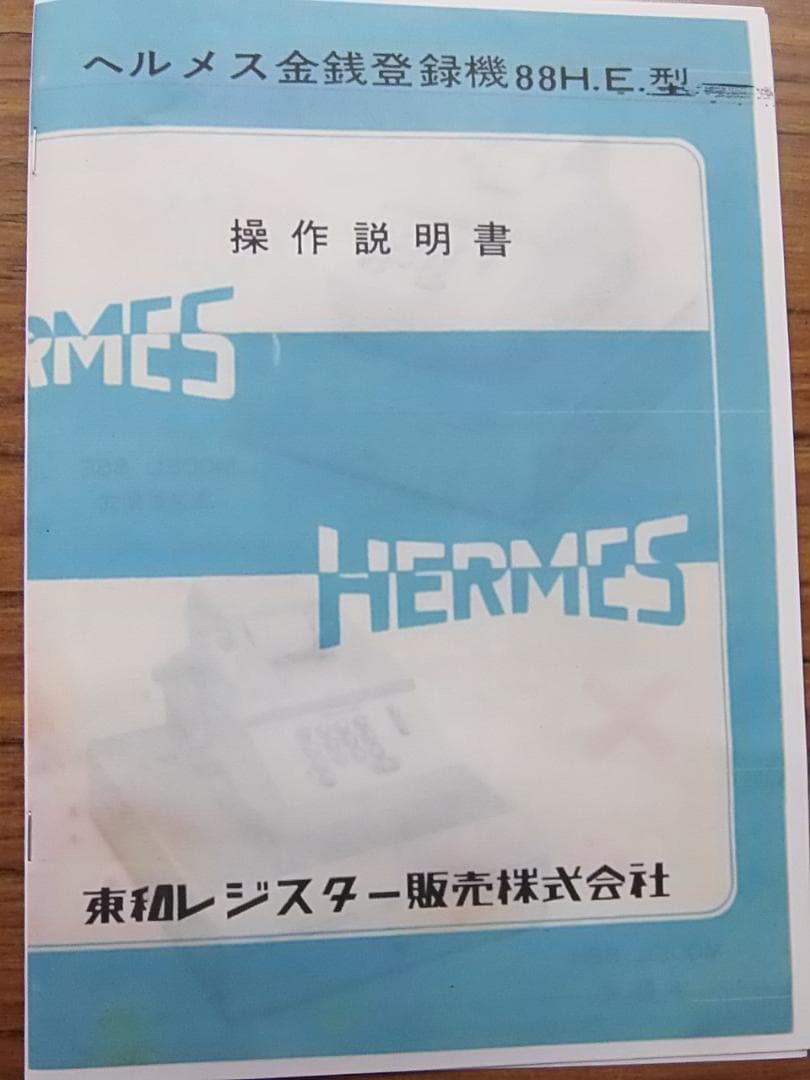 ヘルメス金銭登録機88H.E.型
操作説明書
RMES
HERMES
東和レジスター販売株式会社